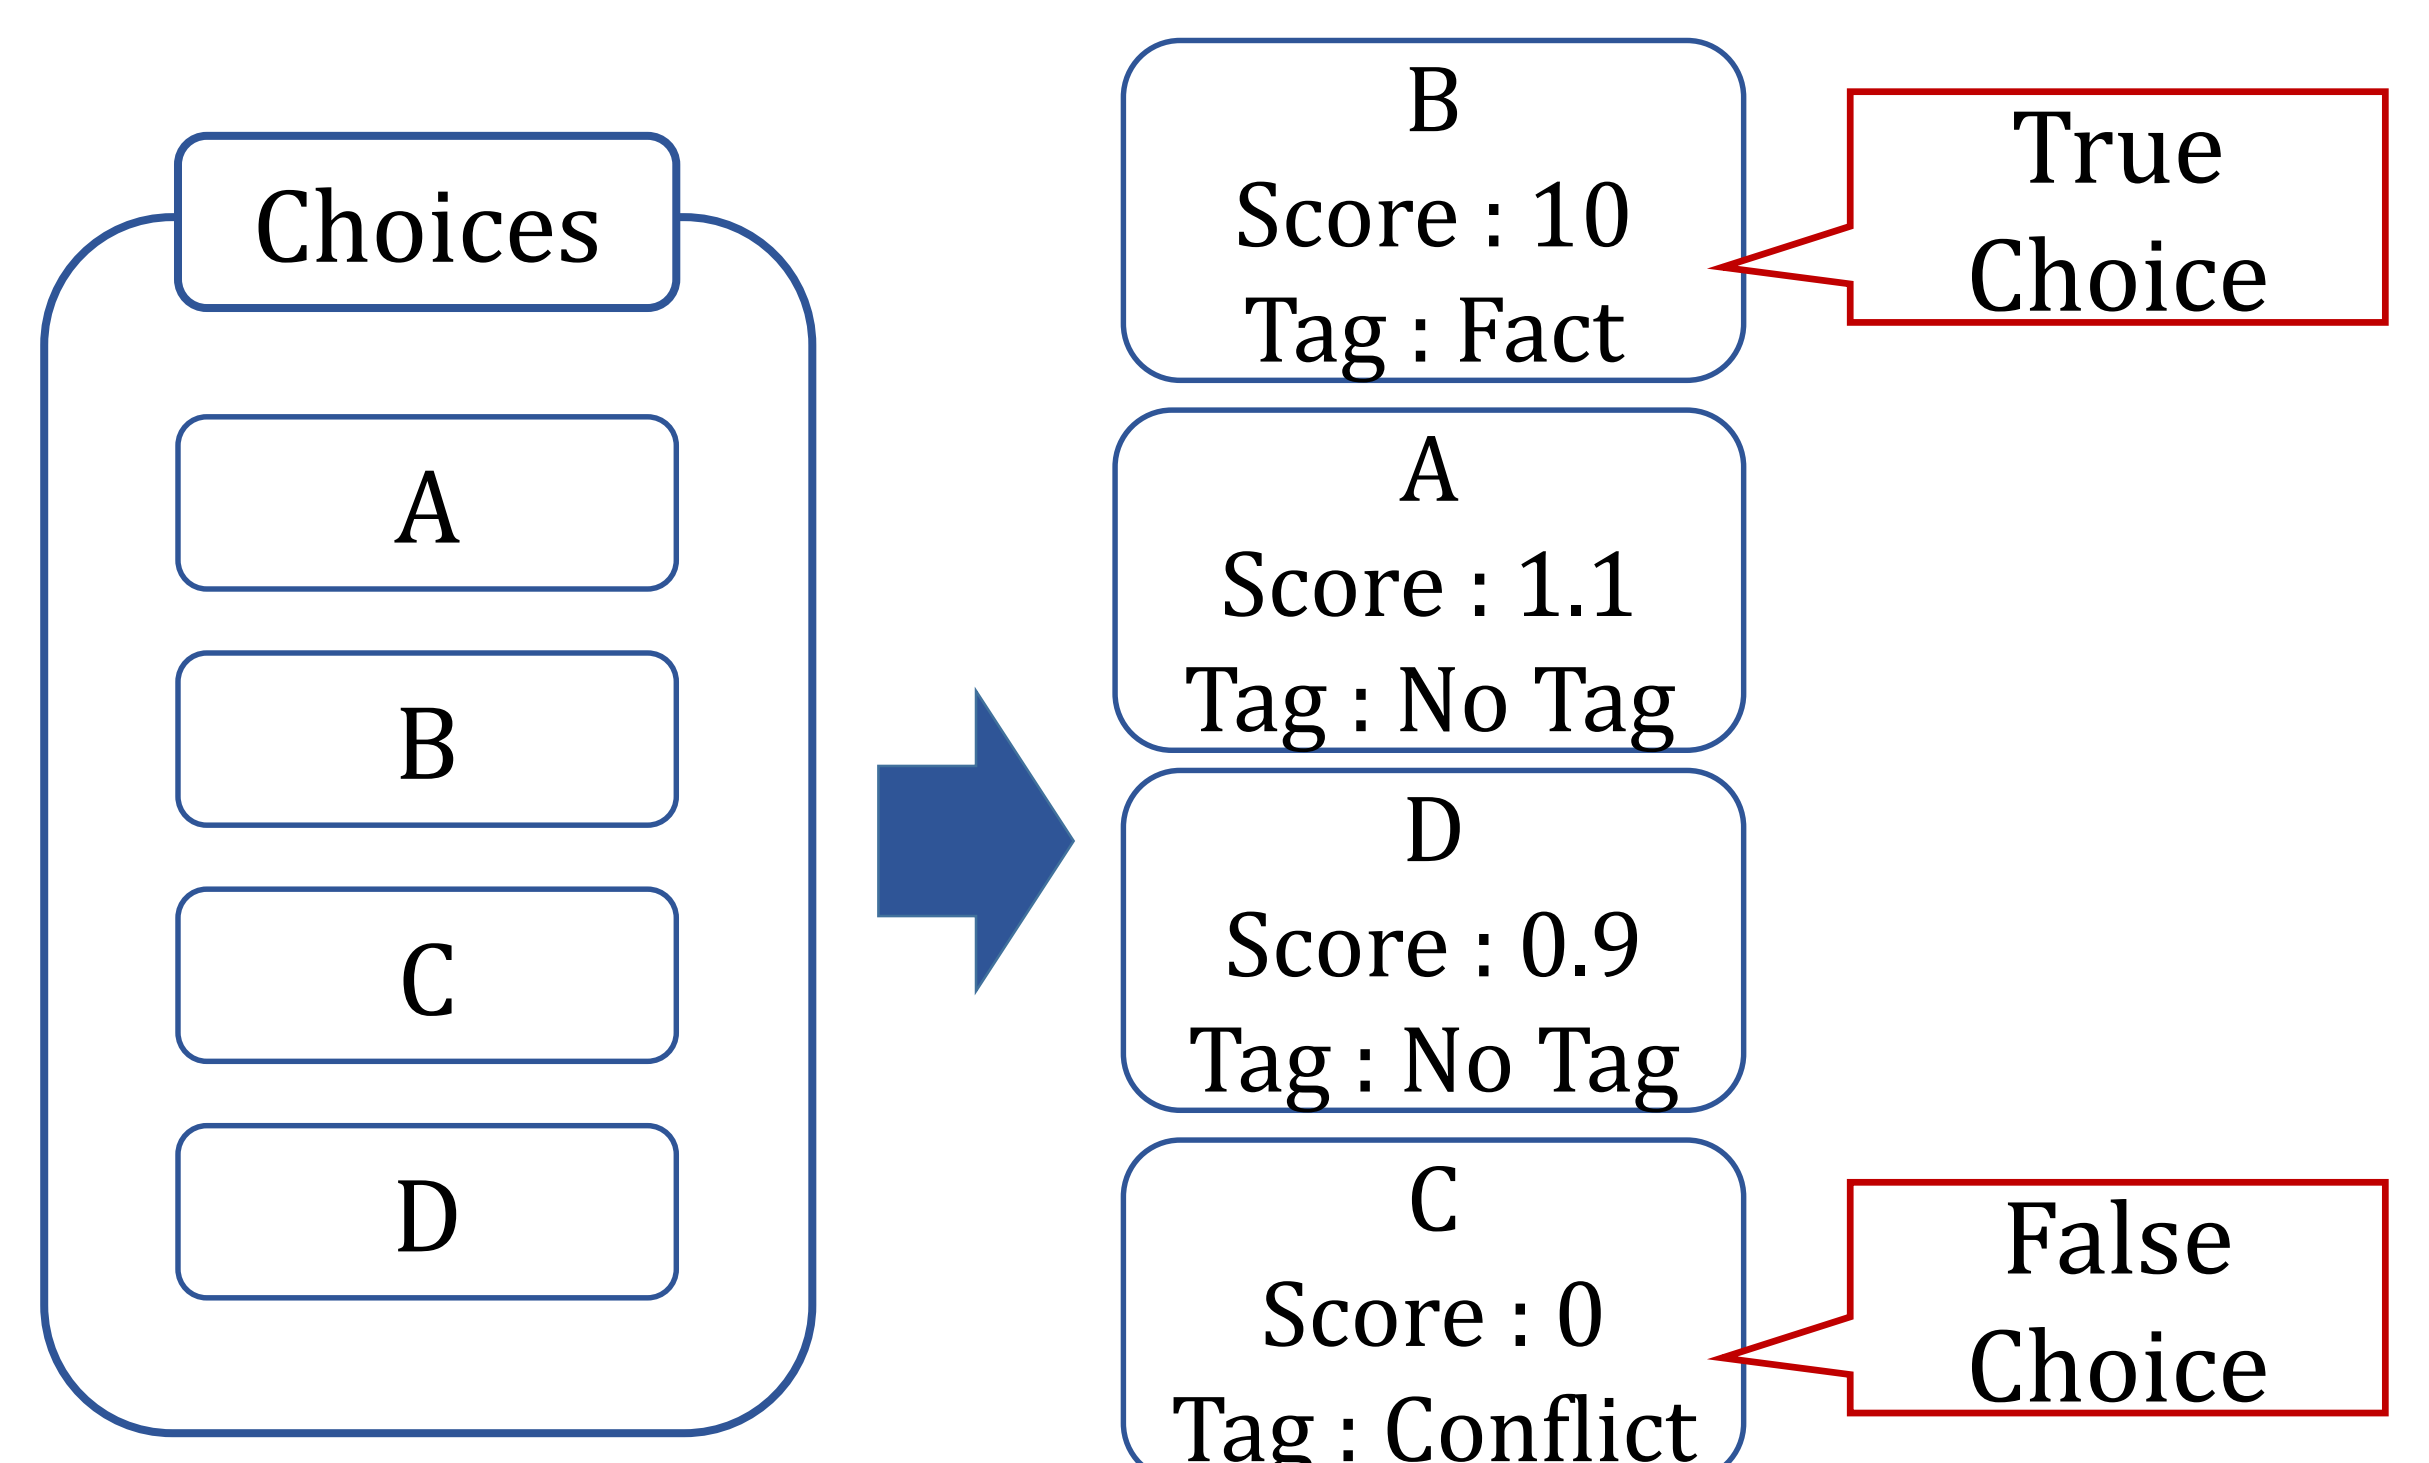 Choices
A
B
C
D
B
Score : 10
Tag : Fact
A
Score : 1.1
Tag : No Tag
D
Score : 0.9
Tag : No Tag
C
Score : 0
Tag : Conflict
True
Choice
False
Choice